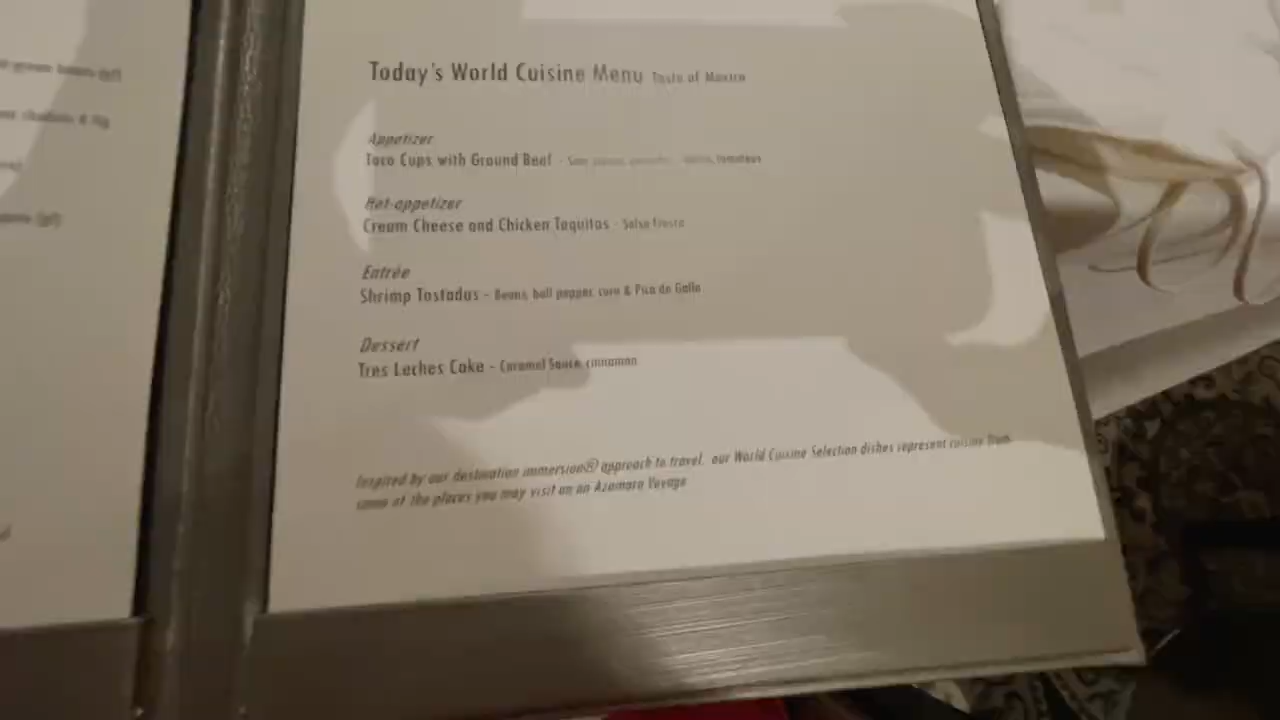 Today's World Cuisine Menu Taste of Mexico
Appetizer
Taco Cups with Ground Beef - tomatoes
Hot-appetizer
Cream Cheese and Chicken Taquitos - Salsa Fresca
Entrée
Shrimp Tostadas - Beans, bell pepper, corn & Pico de Gallo
Dessert
Tres Leches Cake - Caramel Sauce, cinnamon
Inspired by our destination immersion® approach to travel, our World Cuisine Selection dishes represent cuisine from
some of the places you may visit on an Azamara Voyage